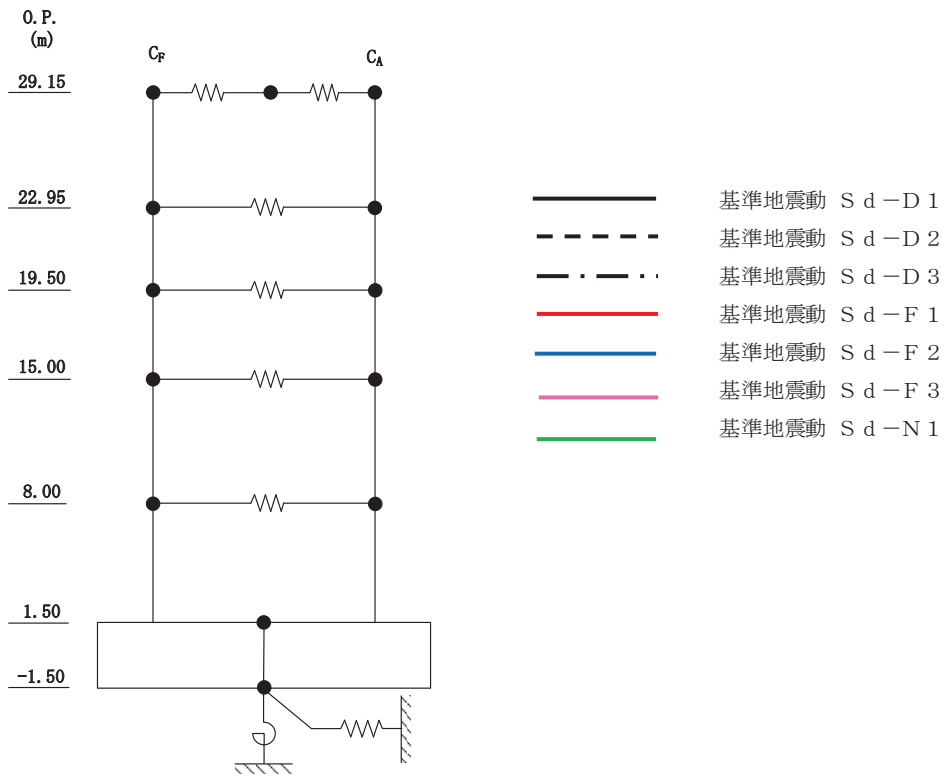 O.P.
(m)
C_F
C_A
29.15
22.95
19.50
15.00
8.00
1.50
-1.50
基準地震動 Ｓｄ－Ｄ１
基準地震動 Ｓｄ－Ｄ２
基準地震動 Ｓｄ－Ｄ３
基準地震動 Ｓｄ－Ｆ１
基準地震動 Ｓｄ－Ｆ２
基準地震動 Ｓｄ－Ｆ３
基準地震動 Ｓｄ－Ｎ１